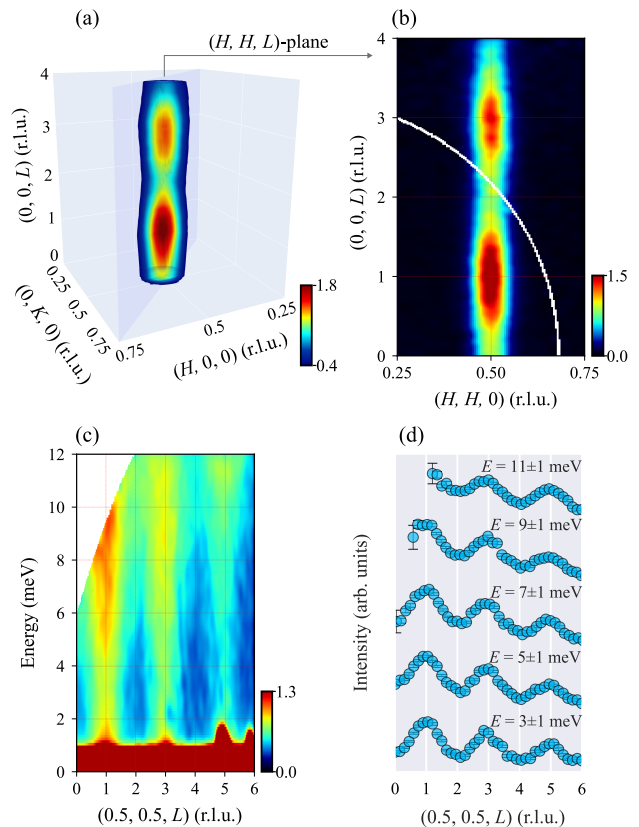 (a)
(H, H, L)-plane
(b)
(0, 0, L) (r.l.u.)
4
3
2
1
0
0.25
0.5
0.75
(0, K, 0) (r.l.u.)
0.75
0.5
0.25
(H, 0, 0) (r.l.u.)
1.8
0.4
(0, 0, L) (r.l.u.)
4
3
2
1
0
0.25
0.50
0.75
(H, H, 0) (r.l.u.)
1.5
0.0
(c)
Energy (meV)
12
10
8
6
4
2
0
0 1 2 3 4 5 6
(0.5, 0.5, L) (r.l.u.)
1.3
0.0
(d)
Intensity (arb. units)
E = 11±1 meV
E = 9±1 meV
E = 7±1 meV
E = 5±1 meV
E = 3±1 meV
0 1 2 3 4 5 6
(0.5, 0.5, L) (r.l.u.)